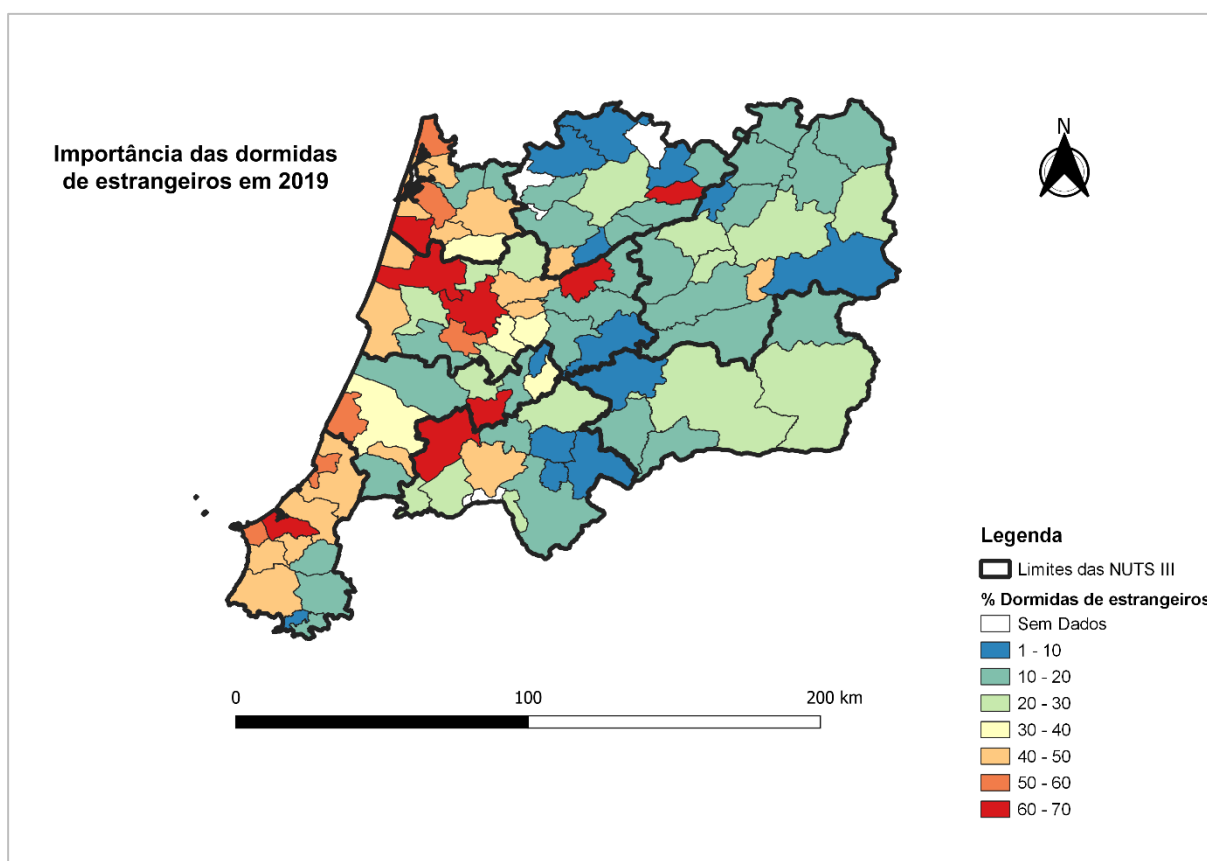 Importância das dormidas
de estrangeiros em 2019
N
Legenda
Limites das NUTS III
% Dormidas de estrangeiros
Sem Dados
1 - 10
10 - 20
20 - 30
30 - 40
40 - 50
50 - 60
60 - 70
0 100 200 km